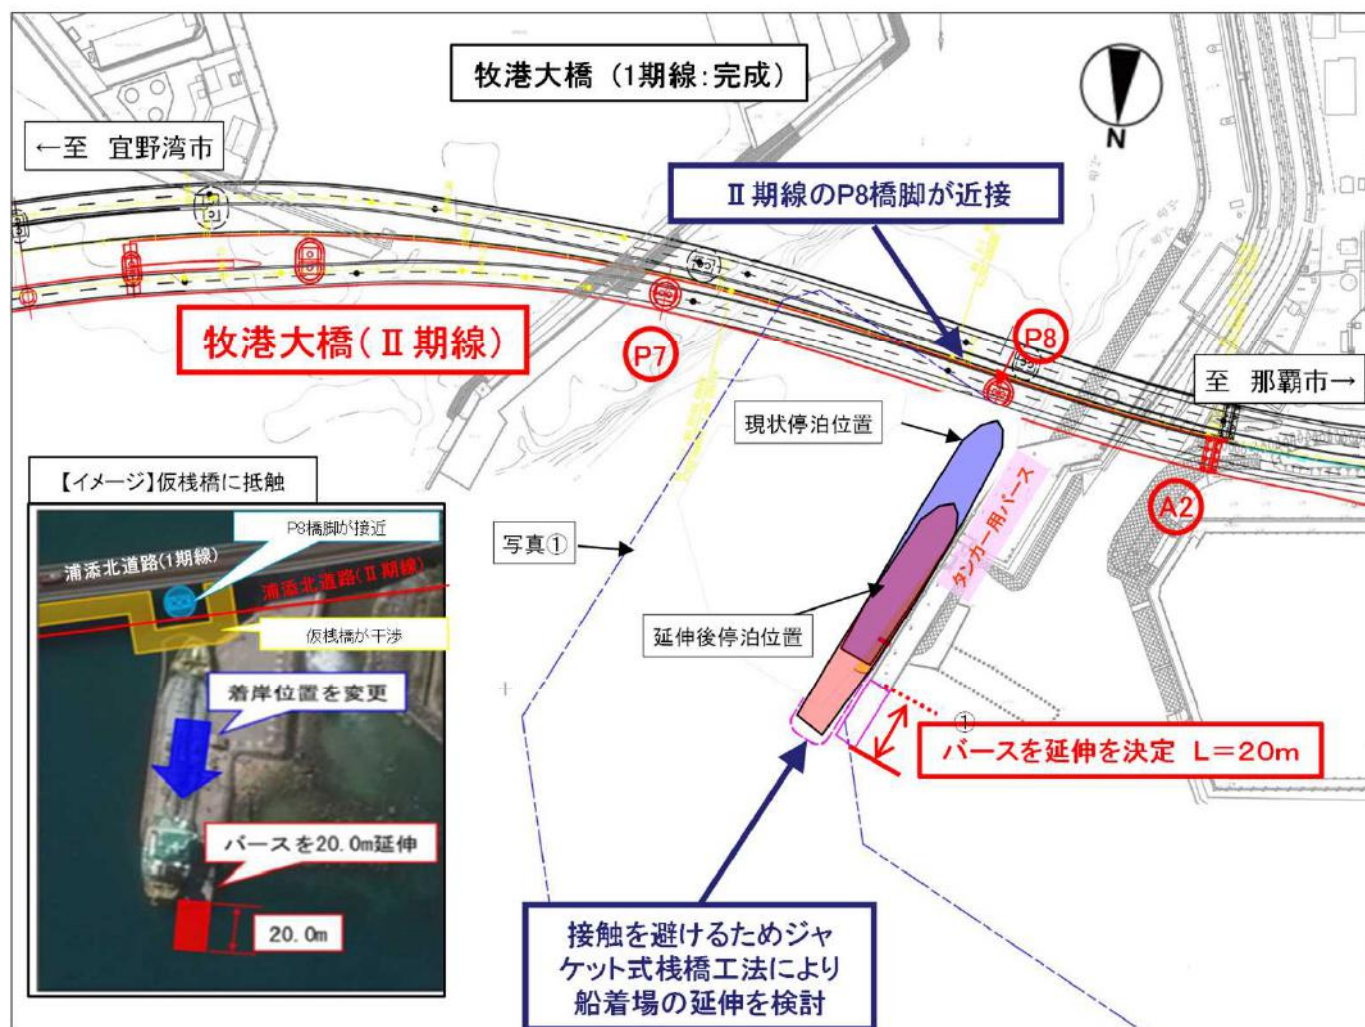 牧港大橋 (1期線:完成)
N
←至 宜野湾市
Ⅱ期線のP8橋脚が近接
牧港大橋(Ⅱ期線)
P7
P8
至 那覇市→
現状停泊位置
A2
タンカー用バース
写真①
延伸後停泊位置
①
バースを延伸を決定 L=20m
接触を避けるためジャ
ケット式桟橋工法により
船着場の延伸を検討
【イメージ】仮桟橋に抵触
P8橋脚が接近
浦添北道路(1期線)
浦添北道路(Ⅱ期線)
仮桟橋が干渉
着岸位置を変更
バースを20.0m延伸
20.0m